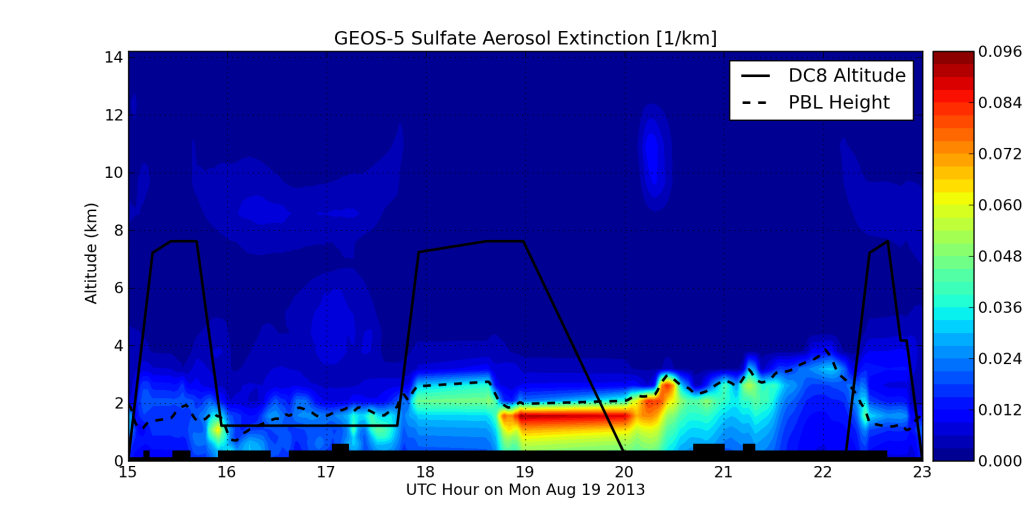 GEOS-5 Sulfate Aerosol Extinction [1/km]
DC8 Altitude
PBL Height
Altitude (km)
14
12
10
8
6
4
2
0
15 16 17 18 19 20 21 22 23
UTC Hour on Mon Aug 19 2013
0.096
0.084
0.072
0.060
0.048
0.036
0.024
0.012
0.000